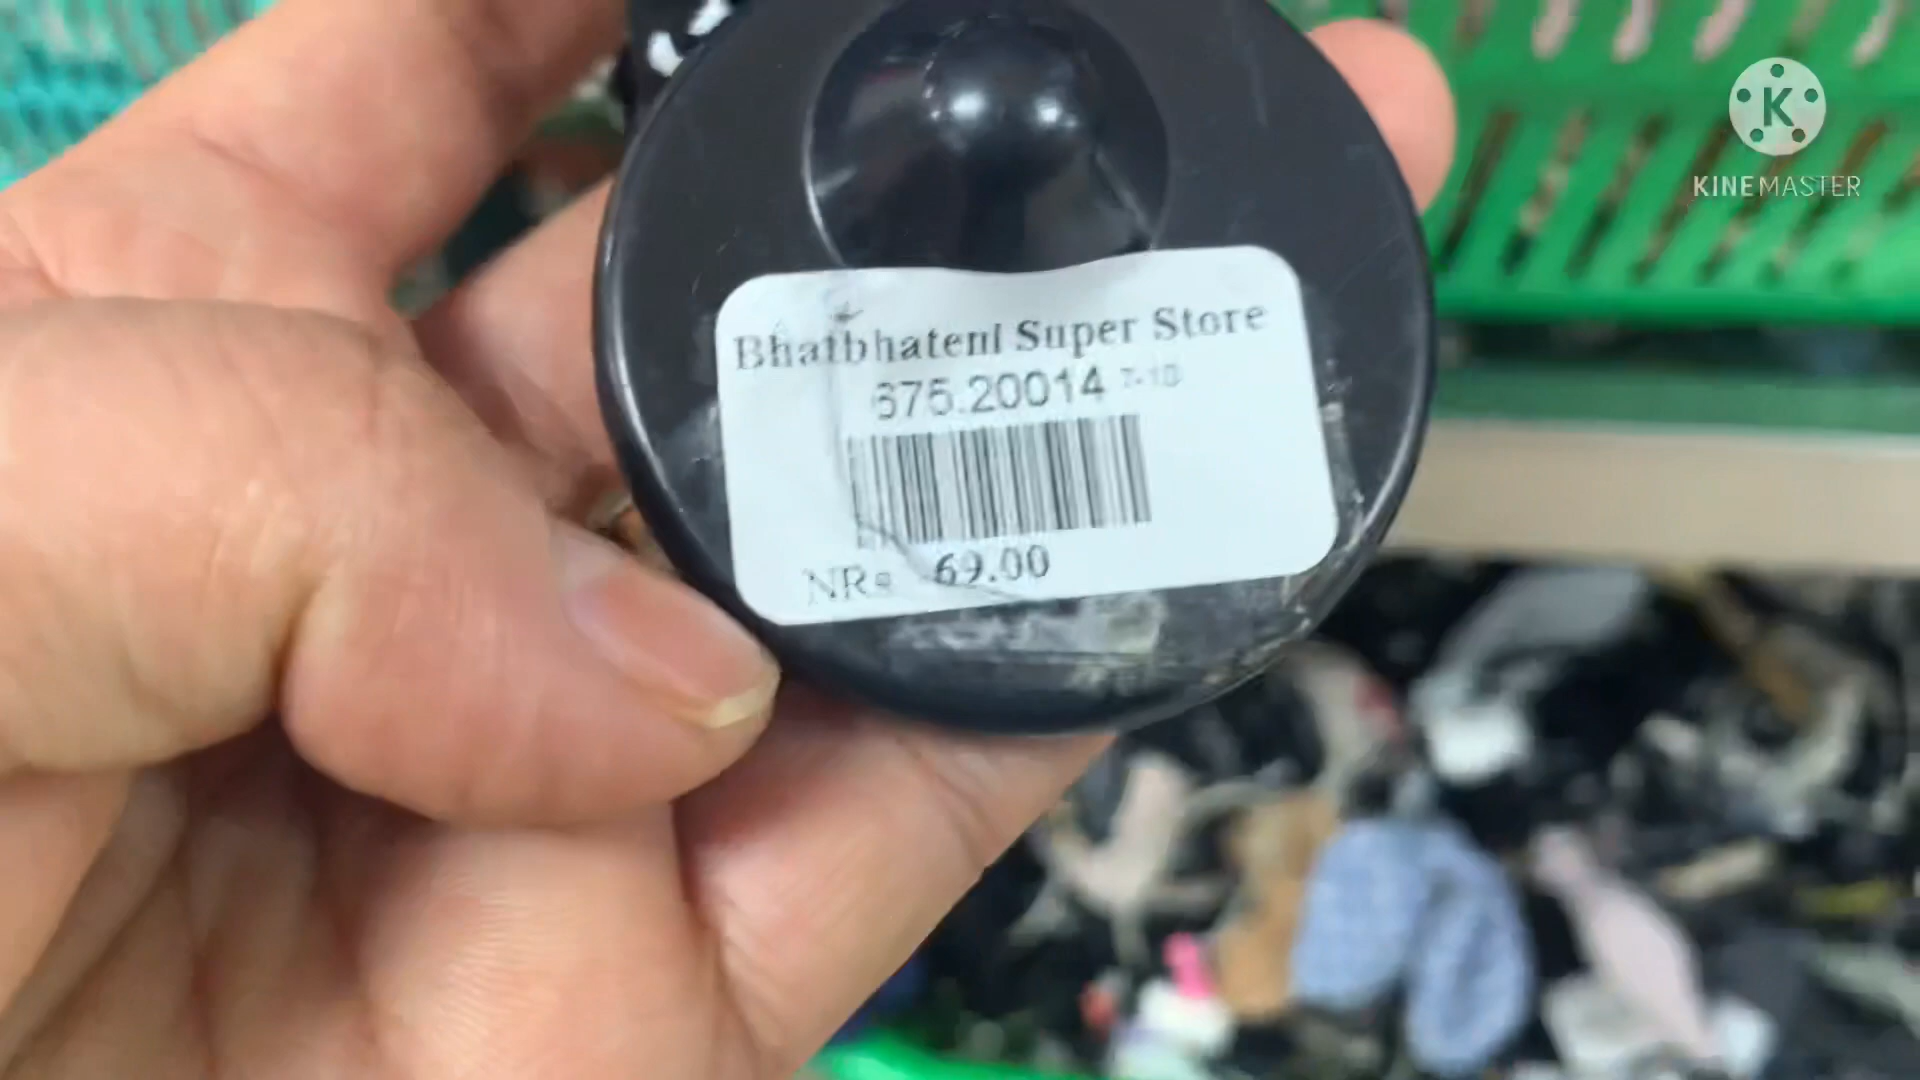 K
KINEMASTER
Bhatbhateni Super Store
675.20014 7-10
NRs 69.00